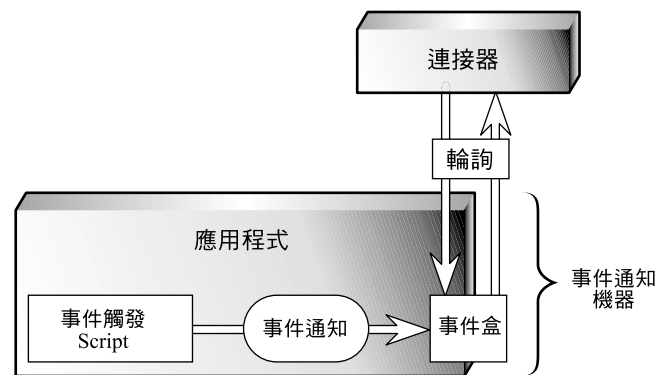 連接器
輪詢
應用程式
事件觸發
Script
事件通知
事件盒
事件通知
機器